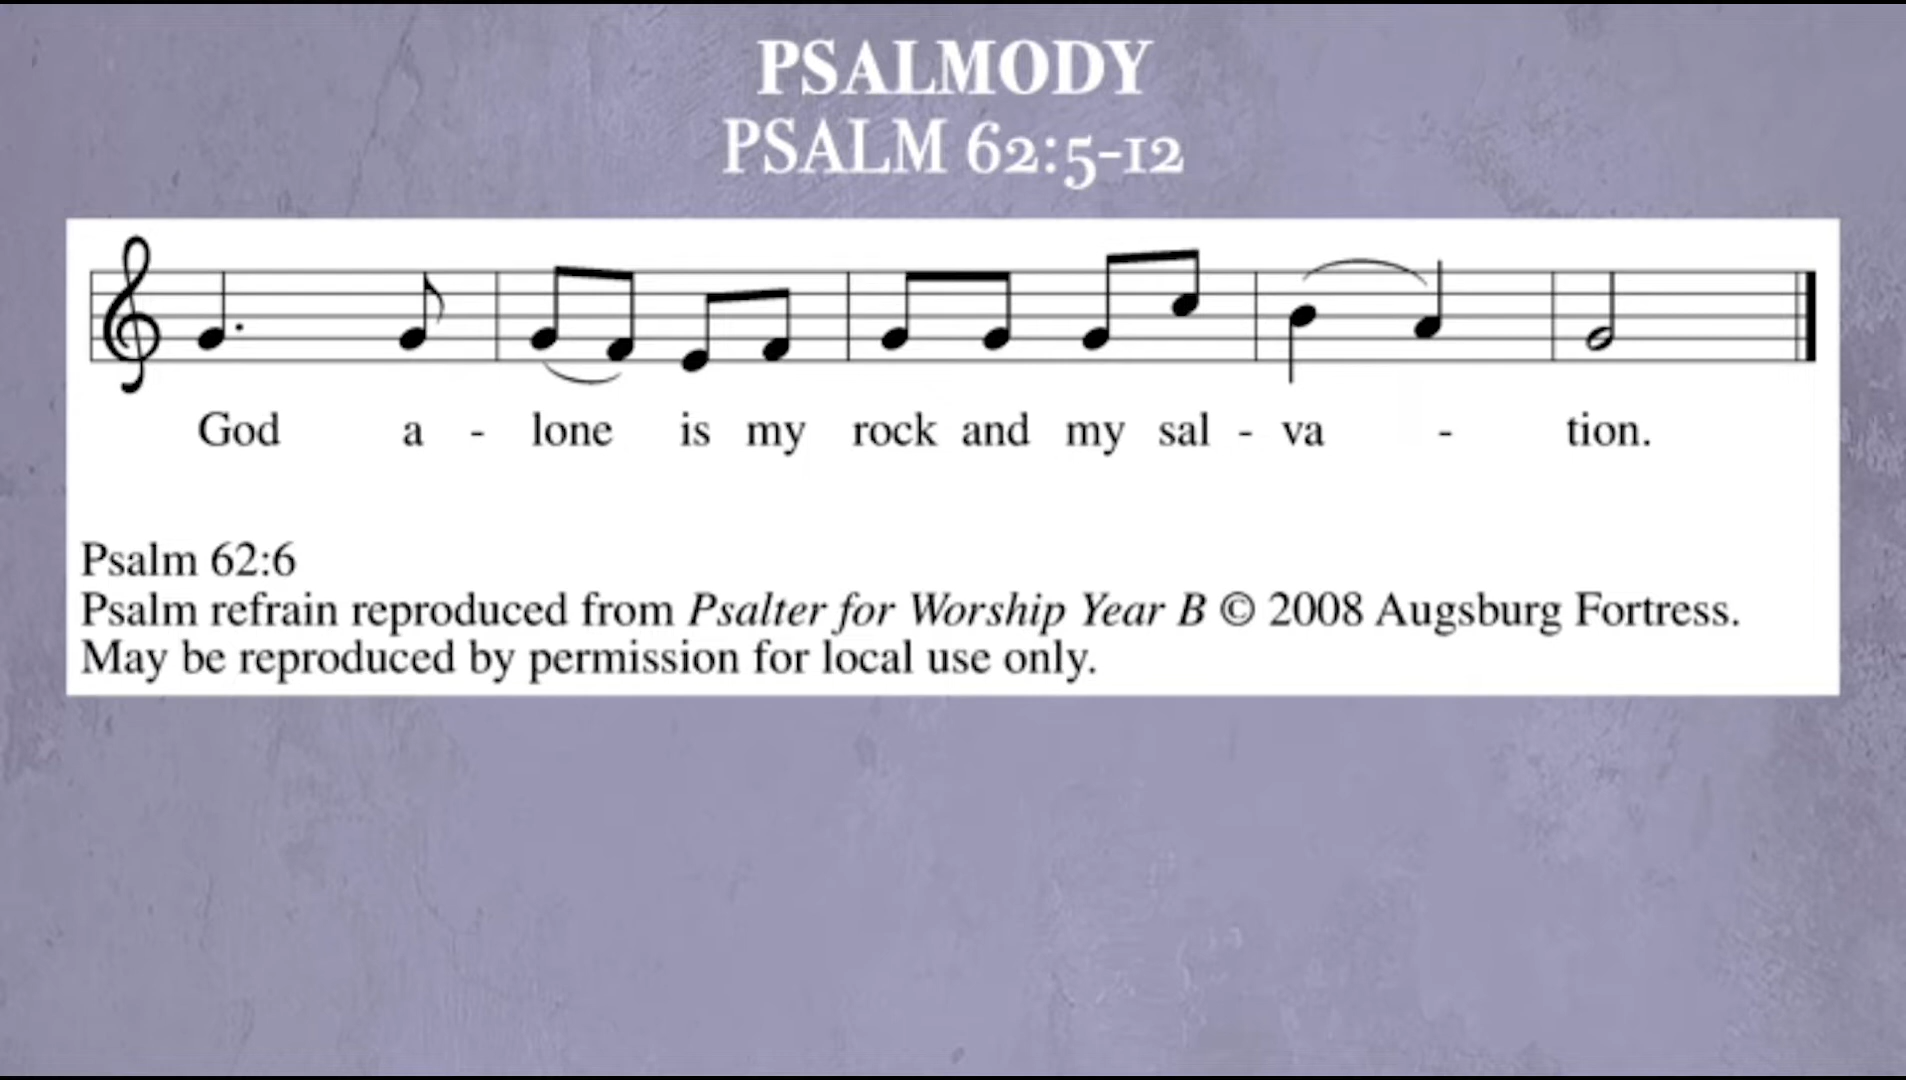 PSALMODY
PSALM 62:5-12
God a - lone is my rock and my sal - va - tion.
Psalm 62:6
Psalm refrain reproduced from Psalter for Worship Year B © 2008 Augsburg Fortress.
May be reproduced by permission for local use only.